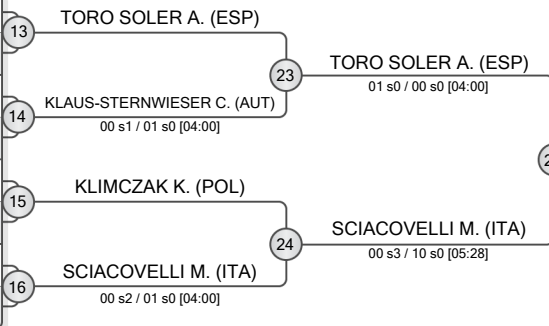 13
TORO SOLER A. (ESP)
23
TORO SOLER A. (ESP)
01 s0 / 00 s0 [04:00]
14
KLAUS-STERNWIESER C. (AUT)
00 s1 / 01 s0 [04:00]
15
KLIMCZAK K. (POL)
24
SCIACOVELLI M. (ITA)
00 s3 / 10 s0 [05:28]
16
SCIACOVELLI M. (ITA)
00 s2 / 01 s0 [04:00]